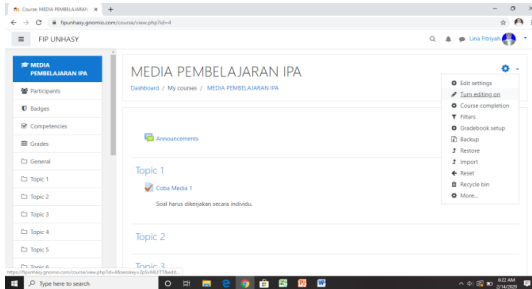 Course: MEDIA PEMBELAJARAN
fipunhasy.gnomio.com/course/view.php?id=4
FIP UNHASY
Lina Fitriyah
MEDIA PEMBELAJARAN IPA
Participants
Badges
Competencies
Grades
General
Topic 1
Topic 2
Topic 3
Topic 4
Topic 5
Topic 6
MEDIA PEMBELAJARAN IPA
Dashboard / My courses / MEDIA PEMBELAJARAN IPA
Announcements
Topic 1
Coba Media 1
Soal harus dikerjakan secara individu.
Topic 2
Topic 3
Edit settings
Turn editing on
Course completion
Filters
Gradebook setup
Backup
Restore
Import
Reset
Recycle bin
More...
Type here to search
8:22 AM
2/14/2020